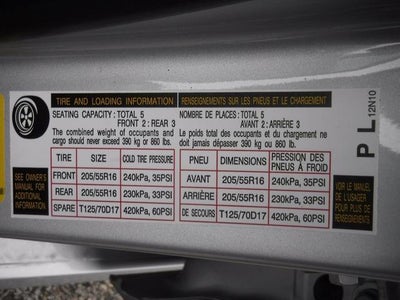 TIRE AND LOADING INFORMATION
SEATING CAPACITY : TOTAL 5
FRONT 2 : REAR 3
The combined weight of occupants and
cargo should never exceed 390 kg or 860 lb.
RENSEIGNEMENTS SUR LES PNEUS ET LE CHARGEMENT
NOMBRE DE PLACES : TOTAL 5
AVANT 2 : ARRIÈRE 3
Le poids total des occupants et du chargement ne
doit jamais dépasser 390 kg ou 860 lb.
SEE OWNER'S
MANUAL FOR
ADDITIONAL
INFORMATION
TIRE SIZE COLD TIRE PRESSURE
FRONT 205/55R16 240kPa, 35PSI
REAR 205/55R16 230kPa, 33PSI
SPARE T125/70D17 420kPa, 60PSI
PNEU DIMENSIONS PRESSION DES
PNEUS À FROID
AVANT 205/55R16 240kPa, 35PSI
ARRIÈRE 205/55R16 230kPa, 33PSI
DE SECOURS T125/70D17 420kPa, 60PSI
VOIR LE MANUEL
DE L'USAGER
POUR PLUS DE
RENSEIGNEMENTS
P L 12N10